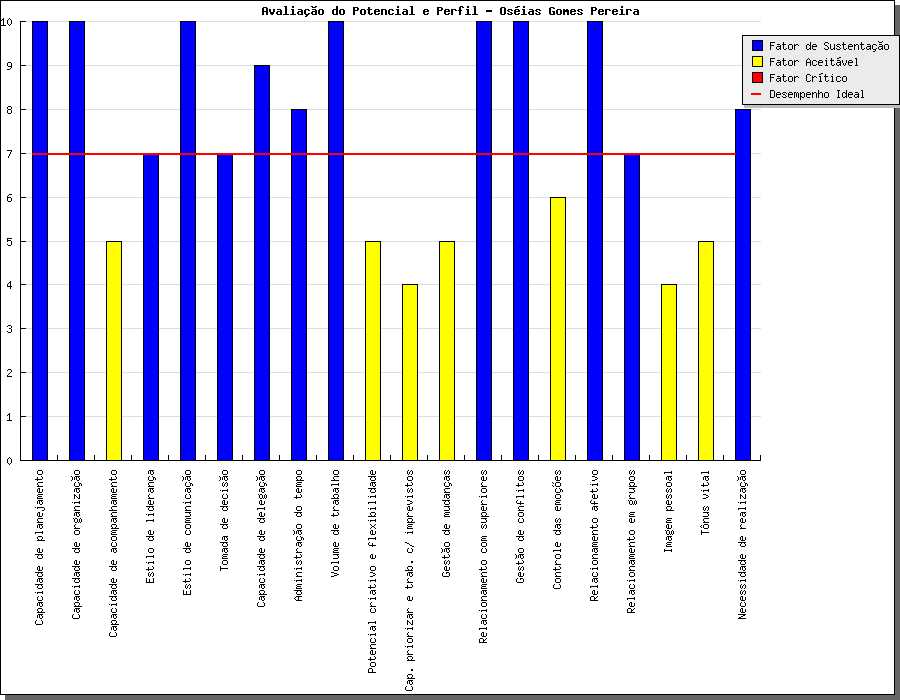 Avaliação do Potencial e Perfil - Oséias Gomes Pereira
Fator de Sustentação
Fator Aceitável
Fator Crítico
Desempenho Ideal
10
9
8
7
6
5
4
3
2
1
0
Capacidade de planejamento
Capacidade de organização
Capacidade de acompanhamento
Estilo de liderança
Estilo de comunicação
Tomada de decisão
Capacidade de delegação
Administração do tempo
Volume de trabalho
Potencial criativo e flexibilidade
Cap. priorizar e trab. c/ imprevistos
Gestão de mudanças
Relacionamento com superiores
Gestão de conflitos
Controle das emoções
Relacionamento afetivo
Relacionamento em grupos
Imagem pessoal
Tônus vital
Necessidade de realização